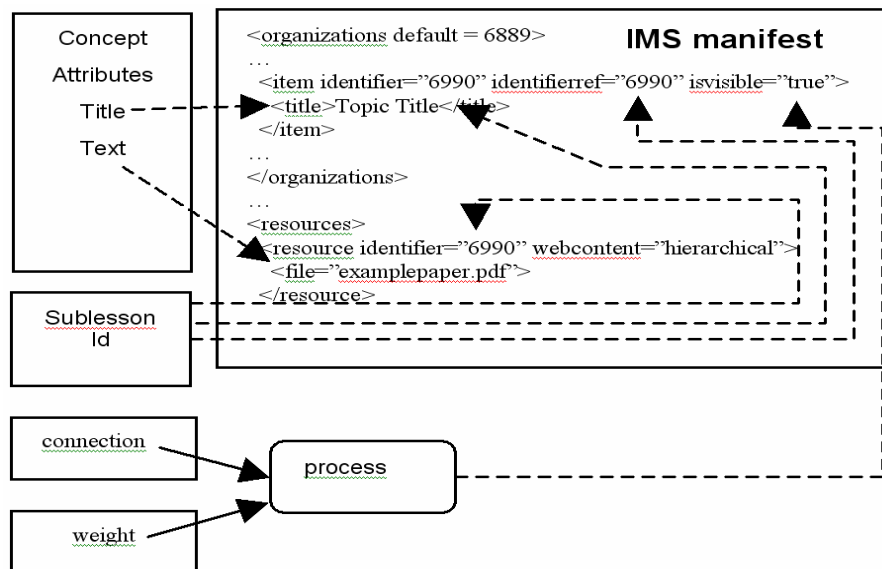 Concept
Attributes
Title
Text
IMS manifest
<organizations default = 6889>
…
<item identifier=”6990” identifierref=”6990” isvisible=”true”>
<title>Topic Title</title>
</item>
…
</organizations>
…
<resources>
<resource identifier=”6990” webcontent=”hierarchical”>
<file=”examplepaper.pdf”>
</resource>
Sublesson
Id
connection
process
weight